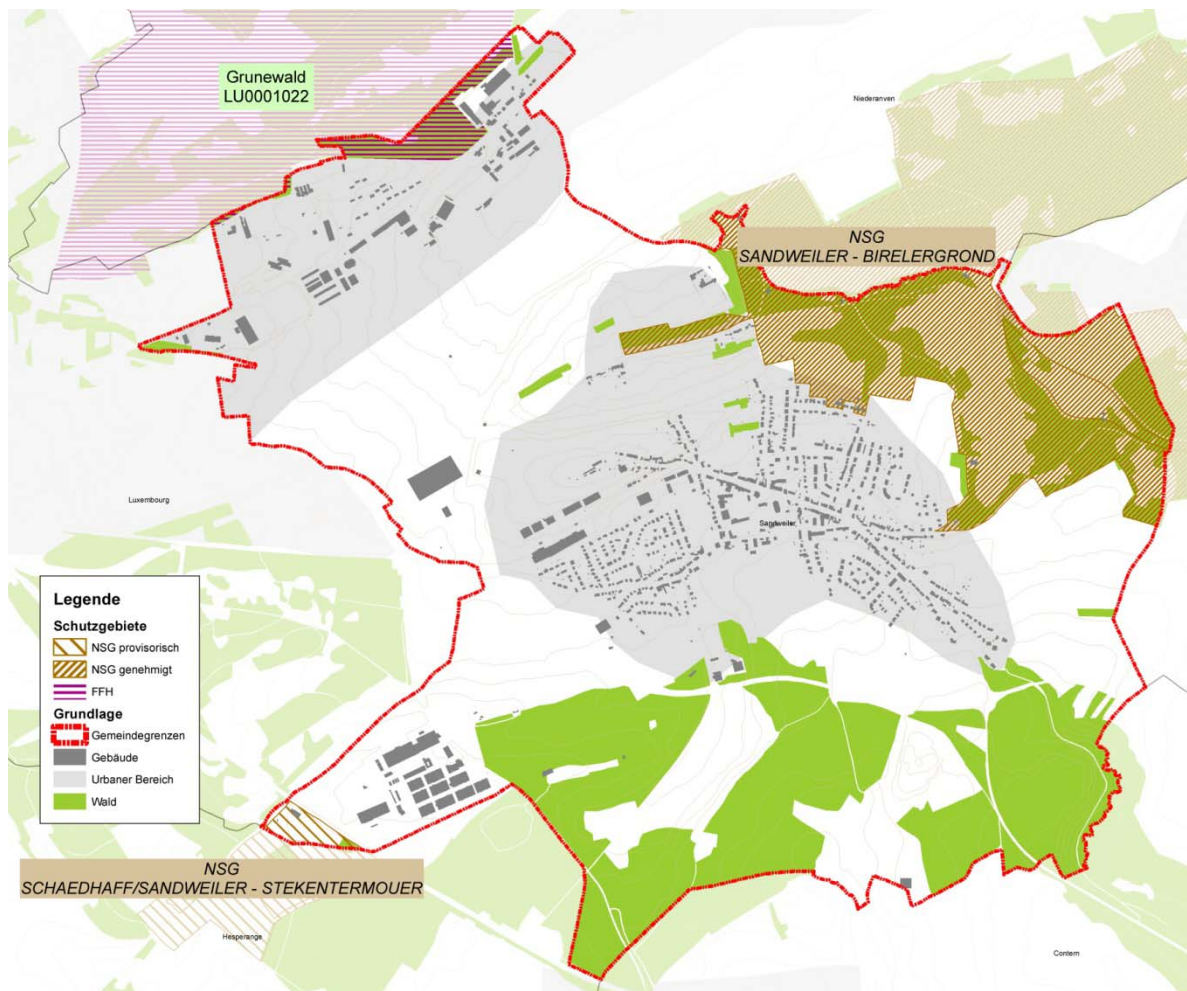 Grunewald
LU0001022
Niederanven
NSG
SANDWEILER - BIRELERGROND
Luxembourg
Sandweiler
Legende
Schutzgebiete
NSG provisorisch
NSG genehmigt
FFH
Grundlage
Gemeindegrenzen
Gebäude
Urbaner Bereich
Wald
NSG
SCHAEDHAFF/SANDWEILER - STEKENTERMOUER
Hesperange
Contern